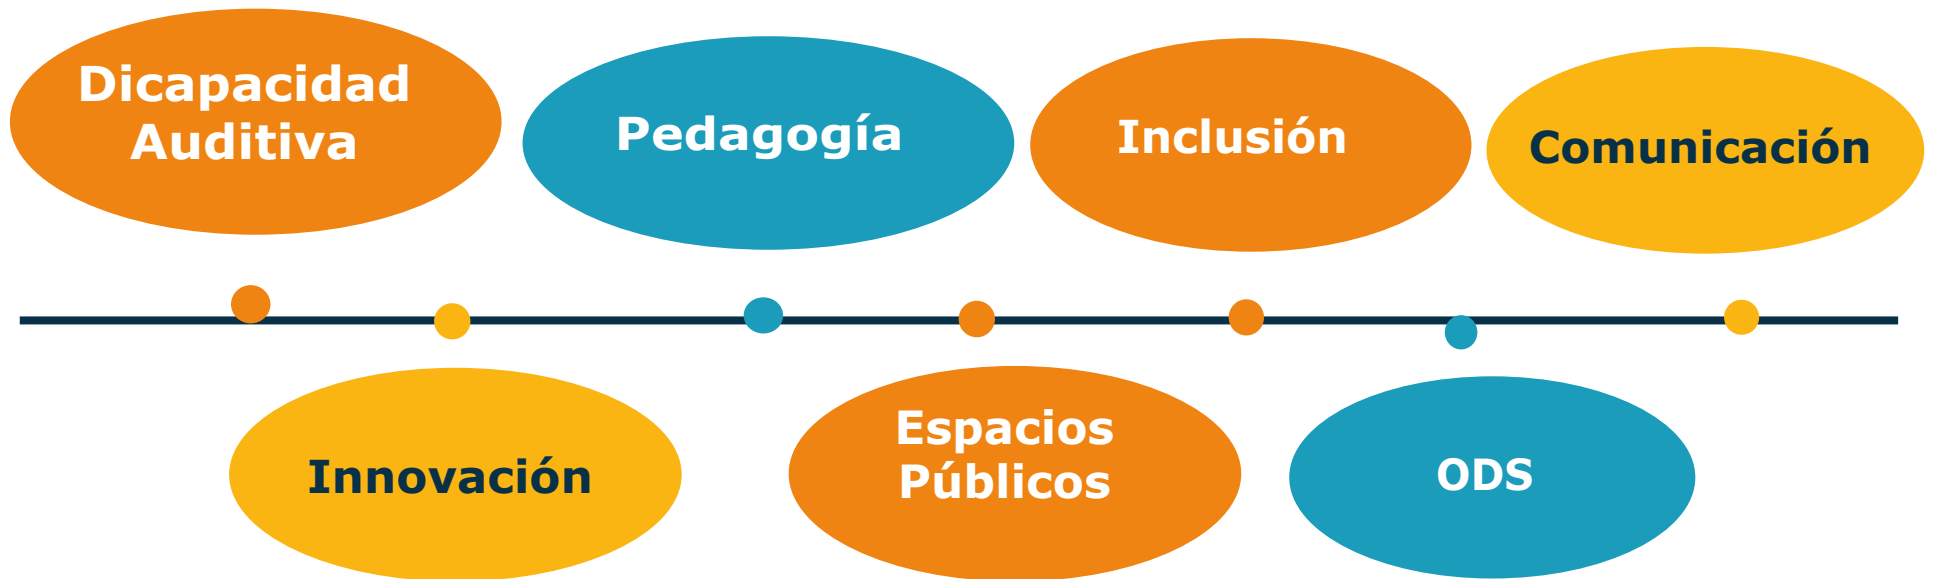 Dicapacidad
Auditiva
Pedagogía
Inclusión
Comunicación
Innovación
Espacios
Públicos
ODS